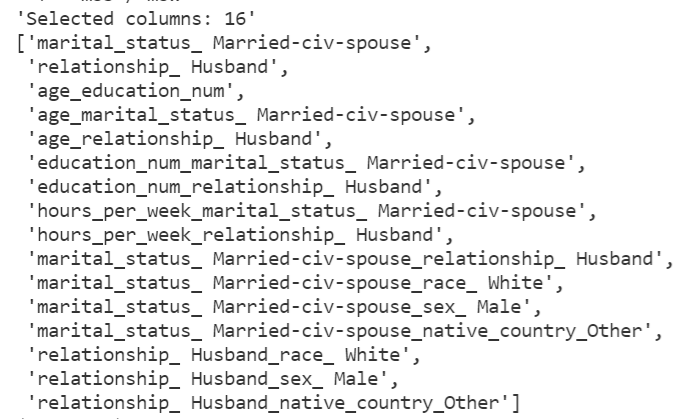 'Selected columns: 16'
['marital_status_ Married-civ-spouse',
'relationship_ Husband',
'age_education_num',
'age_marital_status_ Married-civ-spouse',
'age_relationship_ Husband',
'education_num_marital_status_ Married-civ-spouse',
'education_num_relationship_ Husband',
'hours_per_week_marital_status_ Married-civ-spouse',
'hours_per_week_relationship_ Husband',
'marital_status_ Married-civ-spouse_relationship_ Husband',
'marital_status_ Married-civ-spouse_race_ White',
'marital_status_ Married-civ-spouse_sex_ Male',
'marital_status_ Married-civ-spouse_native_country_Other',
'relationship_ Husband_race_ White',
'relationship_ Husband_sex_ Male',
'relationship_ Husband_native_country_Other']